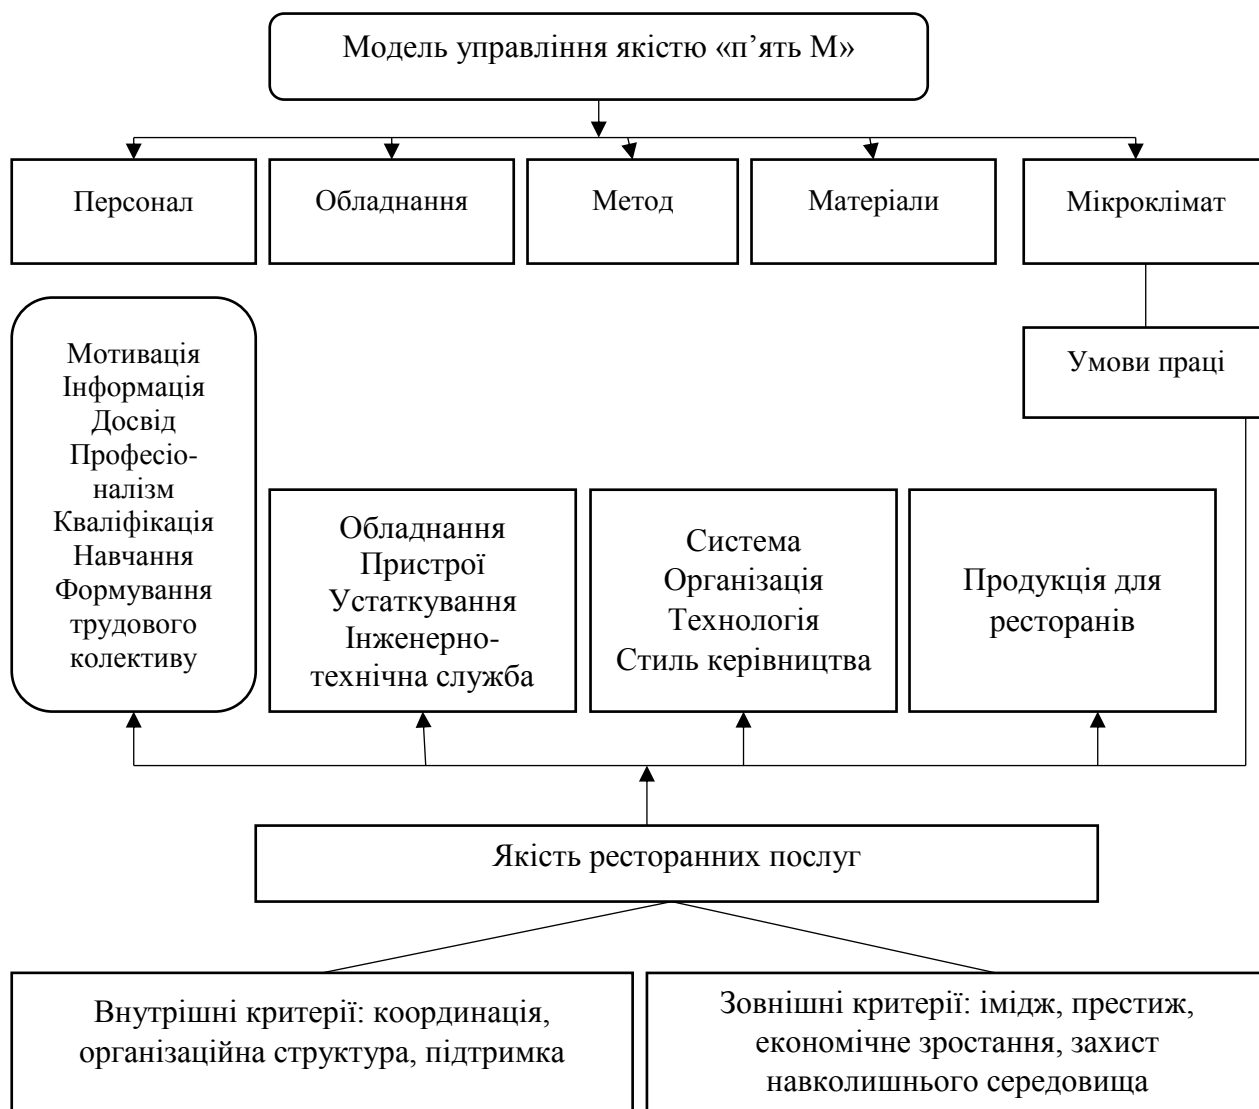 Модель управління якістю «п’ять М»
Персонал
Обладнання
Метод
Матеріали
Мікроклімат
Мотивація
Інформація
Досвід
Професіо-
налізм
Кваліфікація
Навчання
Формування
трудового
колективу
Умови праці
Обладнання
Пристрої
Устаткування
Інженерно-
технічна служба
Система
Організація
Технологія
Стиль керівництва
Продукція для
ресторанів
Якість ресторанних послуг
Внутрішні критерії: координація,
організаційна структура, підтримка
Зовнішні критерії: імідж, престиж,
економічне зростання, захист
навколишнього середовища